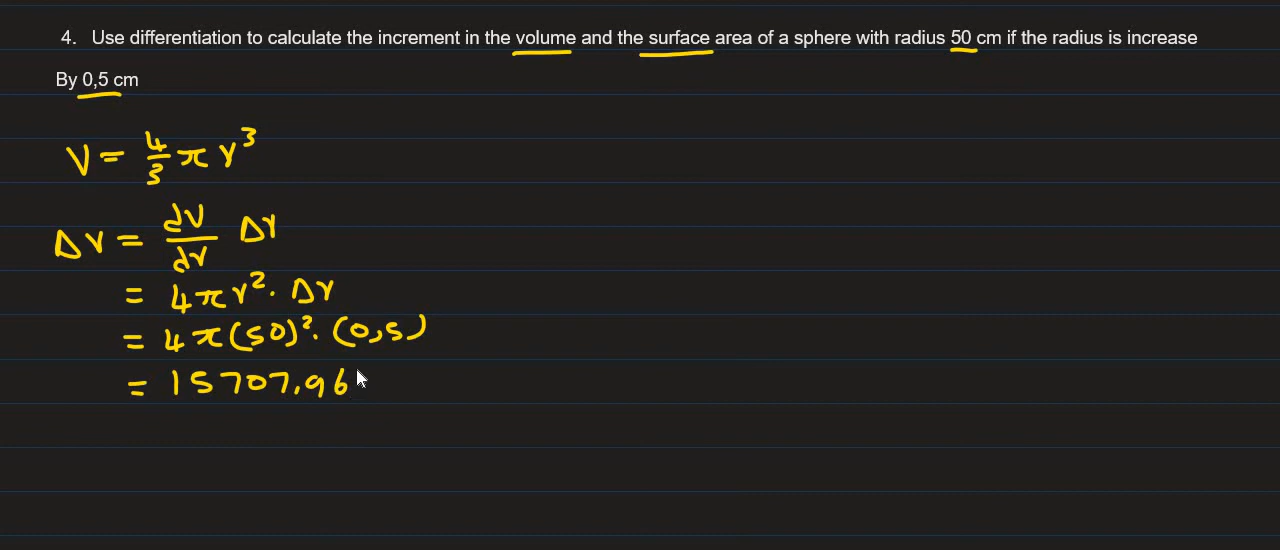 4. Use differentiation to calculate the increment in the volume and the surface area of a sphere with radius 50 cm if the radius is increase
By 0,5 cm
V = 4/3 π r³
ΔV = dV/dr Δr
= 4πr² · Δr
= 4π(50)² · (0,5)
= 15707.96